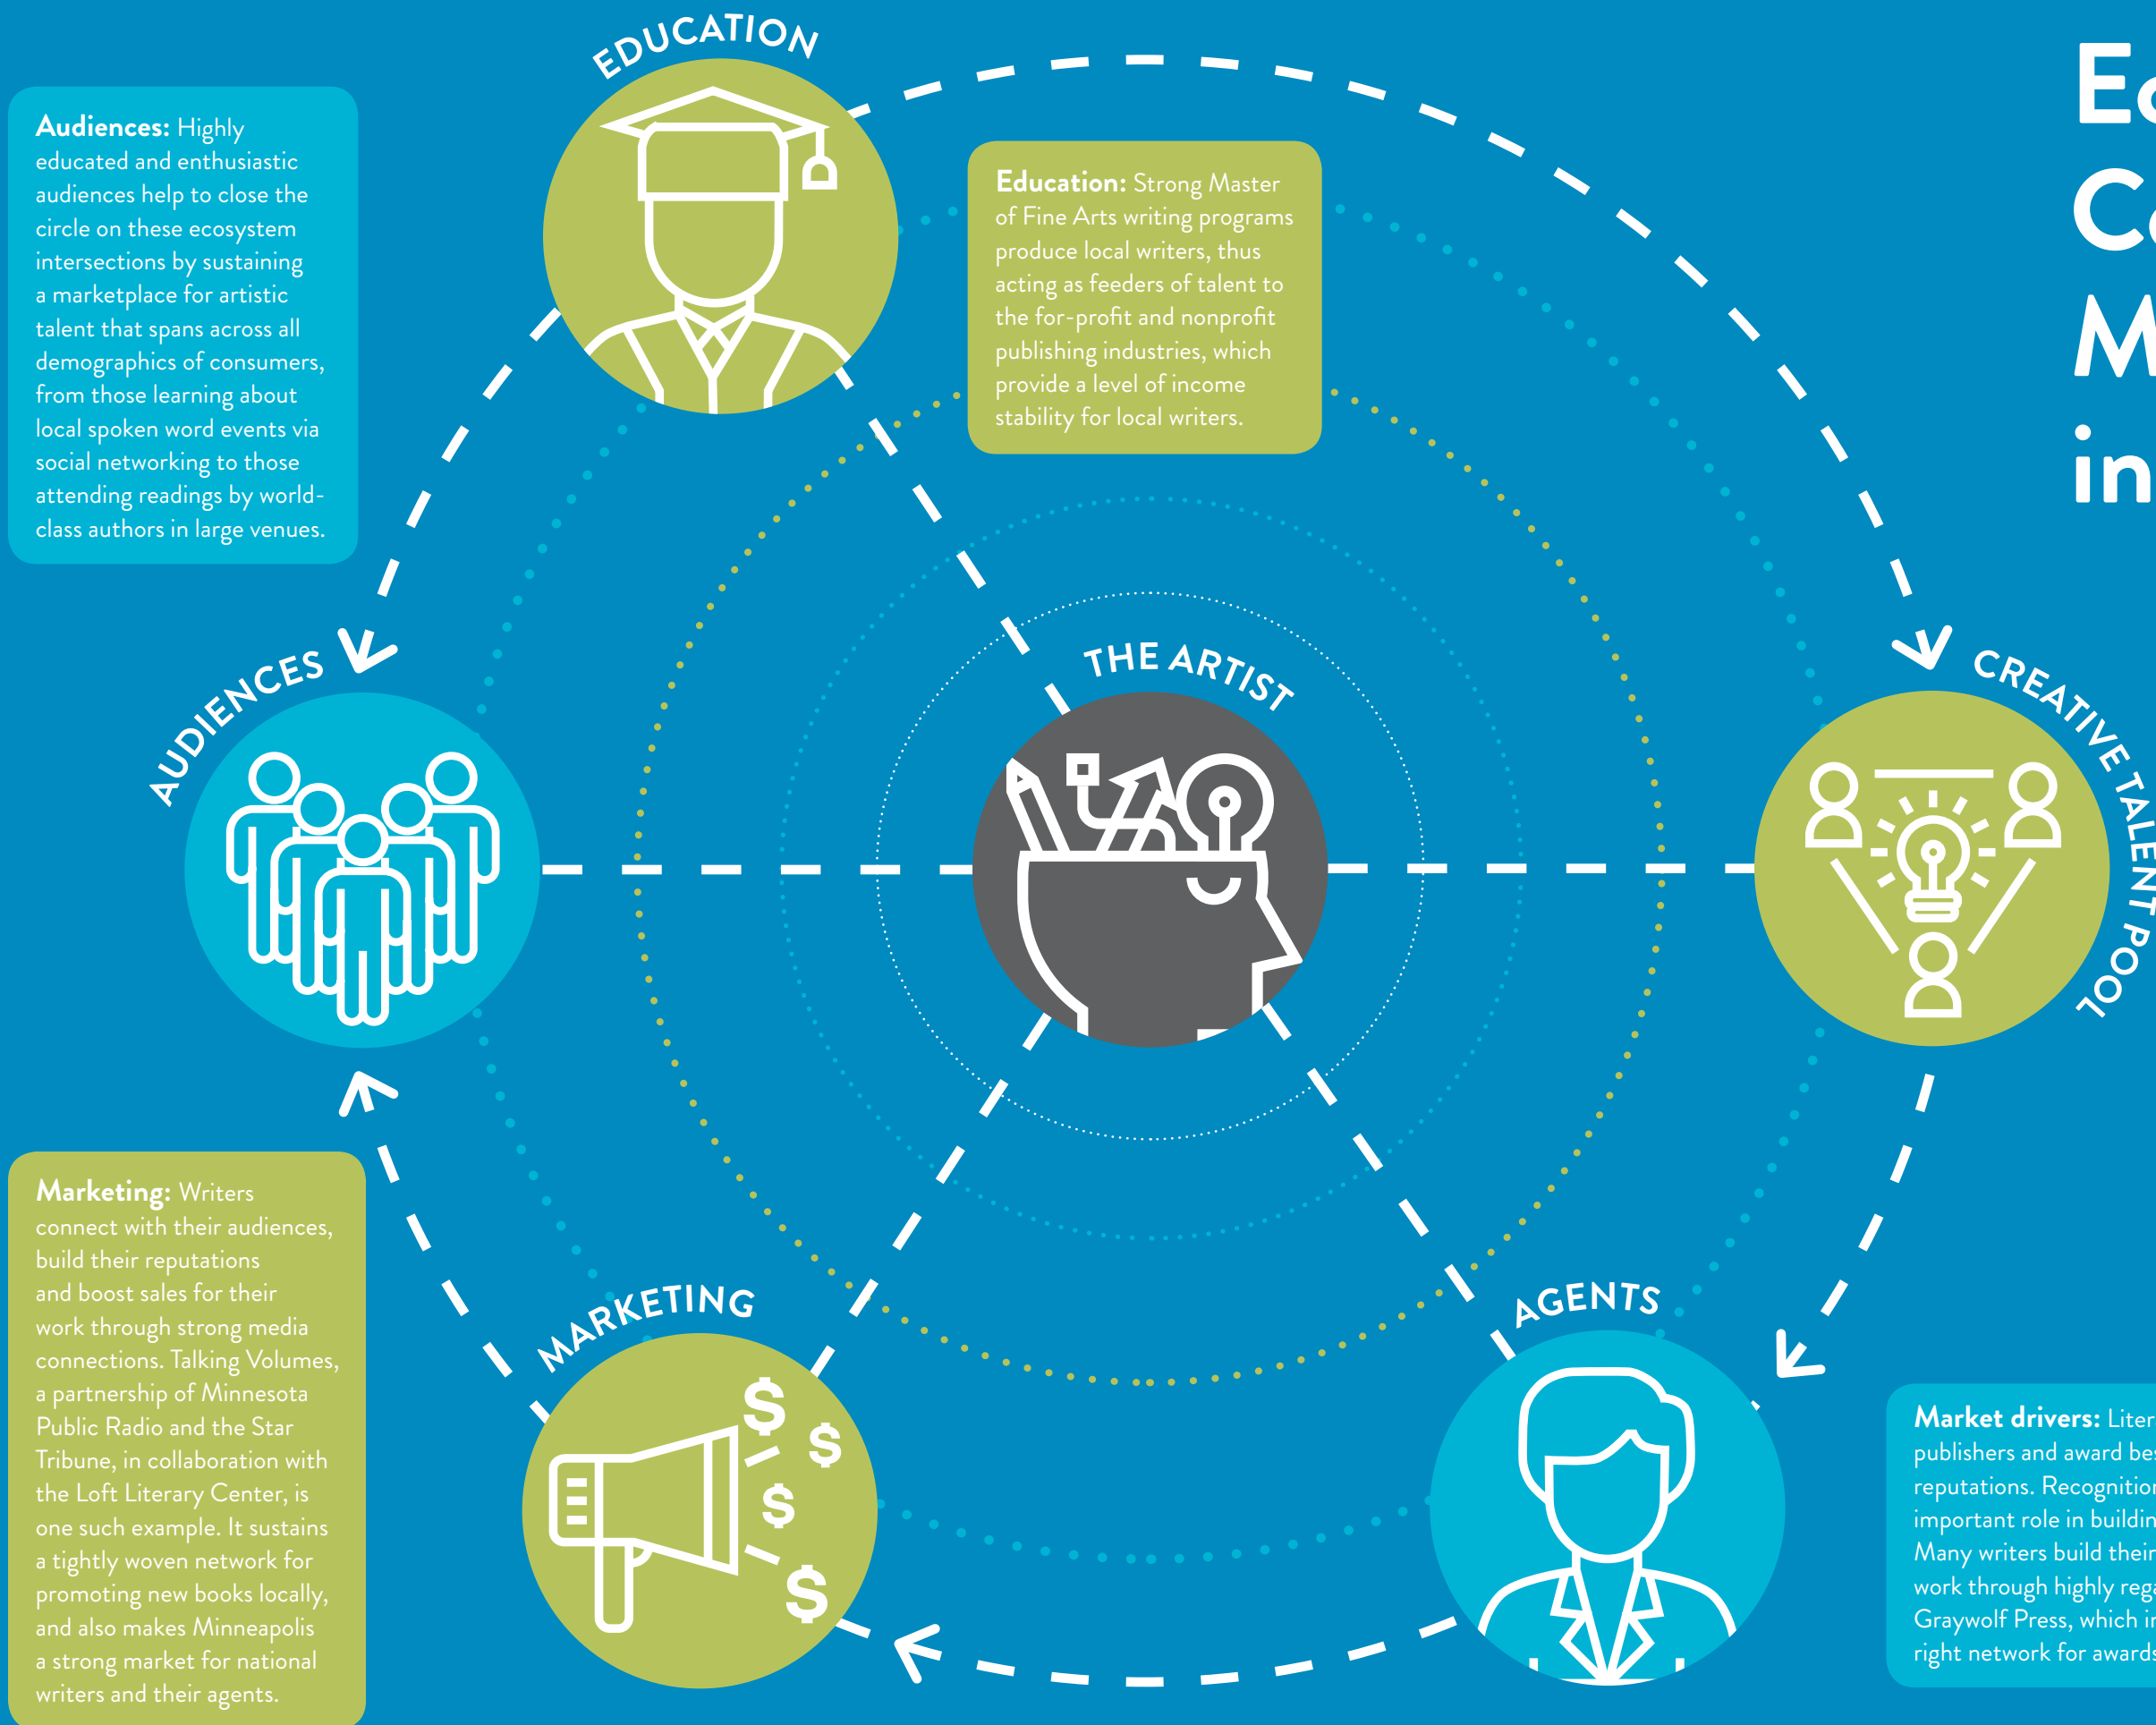 EDUCATION
Audiences: Highly
educated and enthusiastic
audiences help to close the
circle on these ecosystem
intersections by sustaining
a marketplace for artistic
talent that spans across all
demographics of consumers,
from those learning about
local spoken word events via
social networking to those
attending readings by world-
class authors in large venues.
Education: Strong Master
of Fine Arts writing programs
produce local writers, thus
acting as feeders of talent to
the for-profit and nonprofit
publishing industries, which
provide a level of income
stability for local writers.
in
AUDIENCES
THE ARTIST
CREATIVE TALENT POOL
Marketing: Writers
connect with their audiences,
build their reputations
and boost sales for their
work through strong media
connections. Talking Volumes,
a partnership of Minnesota
Public Radio and the Star
Tribune, in collaboration with
the Loft Literary Center, is
one such example. It sustains
a tightly woven network for
promoting new books locally,
and also makes Minneapolis
a strong market for national
writers and their agents.
MARKETING
$
$
$
$
AGENTS
Market drivers:
publishers and award
reputations.
important role in
Many writers build their
work through highly
Graywolf Press, which
right network for